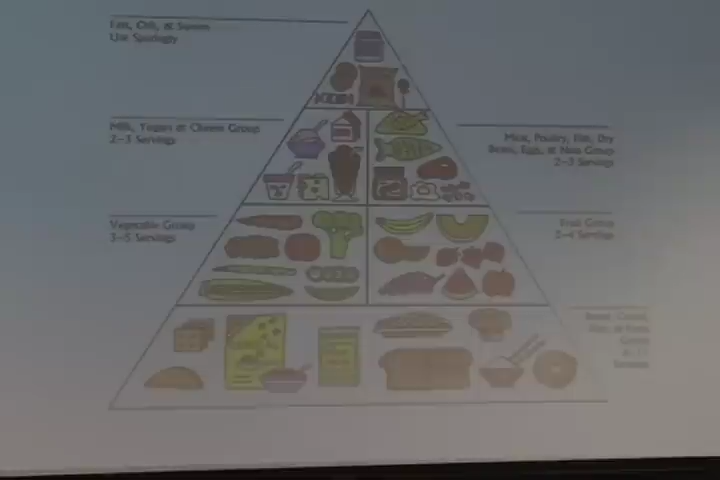 Fats, Oils, & Sweets
Use Sparingly
Milk, Yogurt & Cheese Group
2–3 Servings
Meat, Poultry, Fish, Dry
Beans, Eggs, & Nuts Group
2–3 Servings
Vegetable Group
3–5 Servings
Fruit Group
2–4 Servings
Group